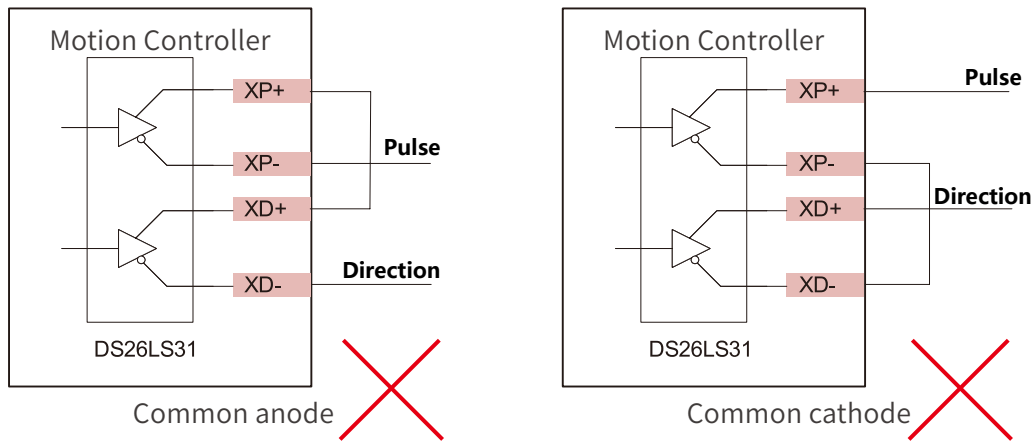 Motion Controller
XP+
XP-
Pulse
XD+
XD-
Direction
DS26LS31
Common anode
Motion Controller
XP+
Pulse
XP-
XD+
Direction
XD-
DS26LS31
Common cathode